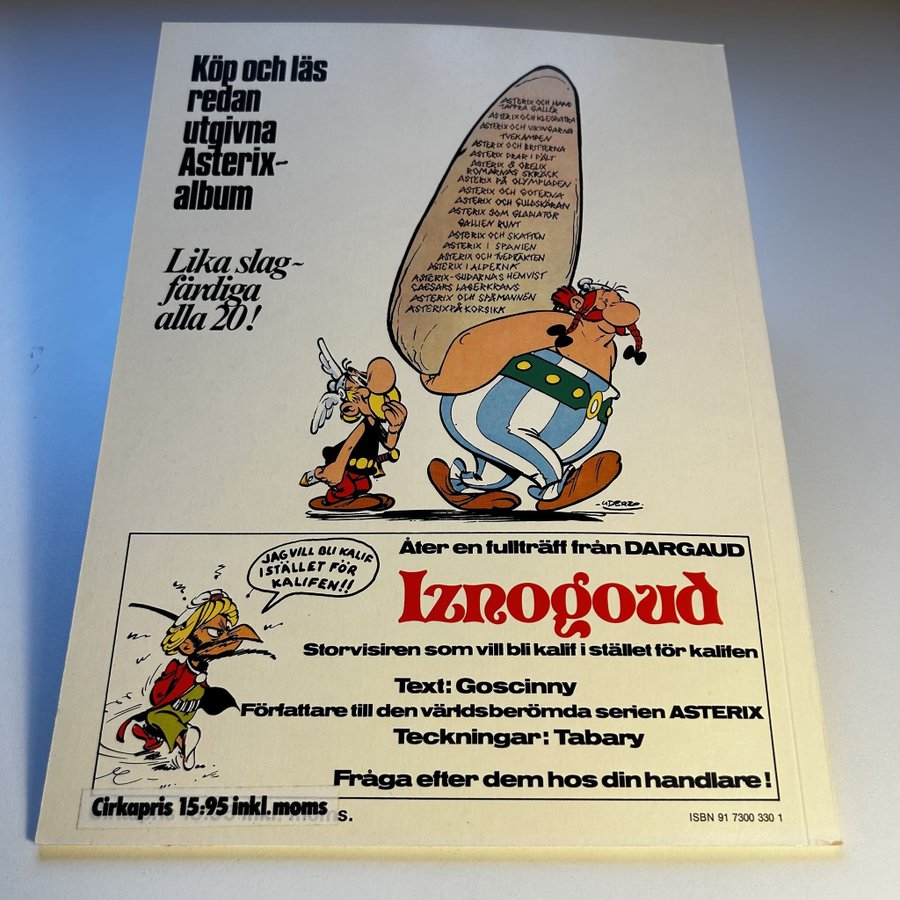 Köp och läs
redan
utgivna
Asterix-
album
Lika slag-
färdiga
alla 20!
ASTERIX OCH HANS
TAPPRA GALLER
ASTERIX OCH KLEOPATRA
ASTERIX OCH VIKINGARNA
TVEKAMPEN
ASTERIX OCH BRITTERNA
ASTERIX DRAR I FÄLT
ASTERIX & OBELIX
ROMARNAS SKRÄCK
ASTERIX PÅ OLYMPIADEN
ASTERIX OCH GOTERNA
ASTERIX OCH GULDSKÄRAN
ASTERIX SOM GLADIATOR
GALLIEN RUNT
ASTERIX OCH SKATTEN
ASTERIX I SPANIEN
ASTERIX OCH TVEDRÄKTEN
ASTERIX I ALPERNA
ASTERIX-GUDARNAS HEMVIST
CAESARS LAGERKRANS
ASTERIX OCH SPÅMANNEN
ASTERIX PÅ KORSIKA
-UDERZO
JAG VILL BLI KALIF
I STÄLLET FÖR
KALIFEN!!
Åter en fullträff från DARGAUD
Iznogoud
Storvisiren som vill bli kalif i stället för kalifen
Text: Goscinny
Författare till den världsberömda serien ASTERIX
Teckningar: Tabary
Fråga efter dem hos din handlare!
Cirkapris 15:95 inkl. moms
s.
ISBN 91 7300 330 1